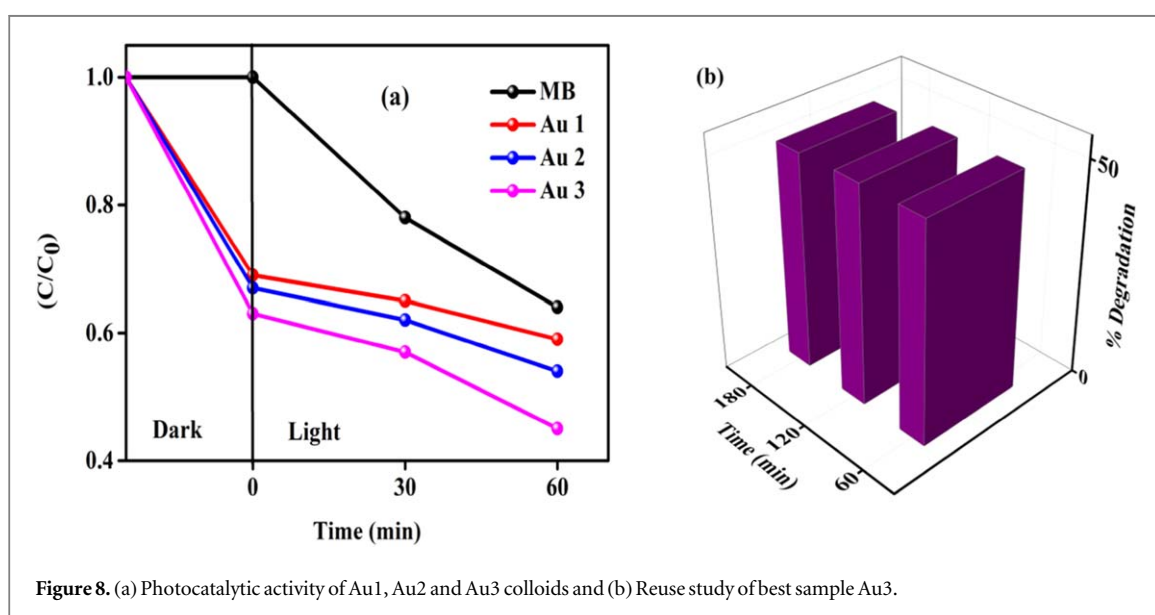 (a)
MB
Au 1
Au 2
Au 3
1.0
0.8
0.6
0.4
(C/C0)
Dark
Light
0
30
60
Time (min)
(b)
50
0
% Degradation
180
120
60
Time (min)
Figure 8. (a) Photocatalytic activity of Au1, Au2 and Au3 colloids and (b) Reuse study of best sample Au3.